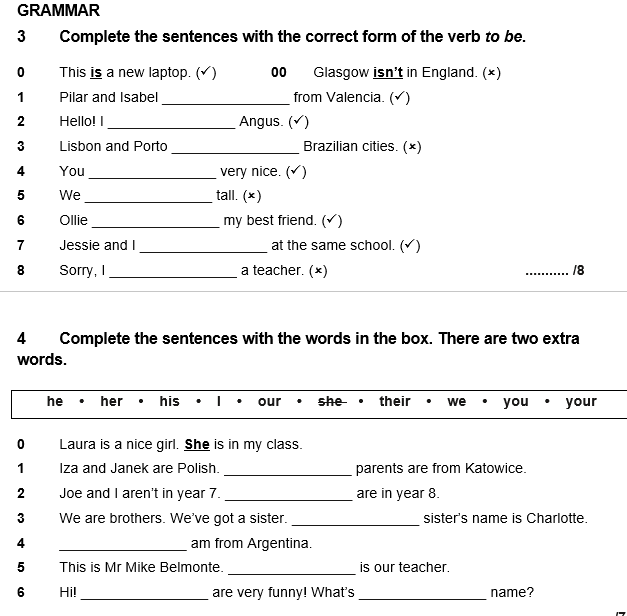 GRAMMAR
3 Complete the sentences with the correct form of the verb to be.
0 This is a new laptop. (✓) 00 Glasgow isn't in England. (×)
1 Pilar and Isabel ________________ from Valencia. (✓)
2 Hello! I ________________ Angus. (✓)
3 Lisbon and Porto ________________ Brazilian cities. (×)
4 You ________________ very nice. (✓)
5 We ________________ tall. (×)
6 Ollie ________________ my best friend. (✓)
7 Jessie and I ________________ at the same school. (✓)
8 Sorry, I ________________ a teacher. (×) ........... /8
4 Complete the sentences with the words in the box. There are two extra
words.
he • her • his • I • our • she • their • we • you • your
0 Laura is a nice girl. She is in my class.
1 Iza and Janek are Polish. ________________ parents are from Katowice.
2 Joe and I aren't in year 7. ________________ are in year 8.
3 We are brothers. We've got a sister. ________________ sister's name is Charlotte.
4 ________________ am from Argentina.
5 This is Mr Mike Belmonte. ________________ is our teacher.
6 Hi! ________________ are very funny! What's ________________ name?